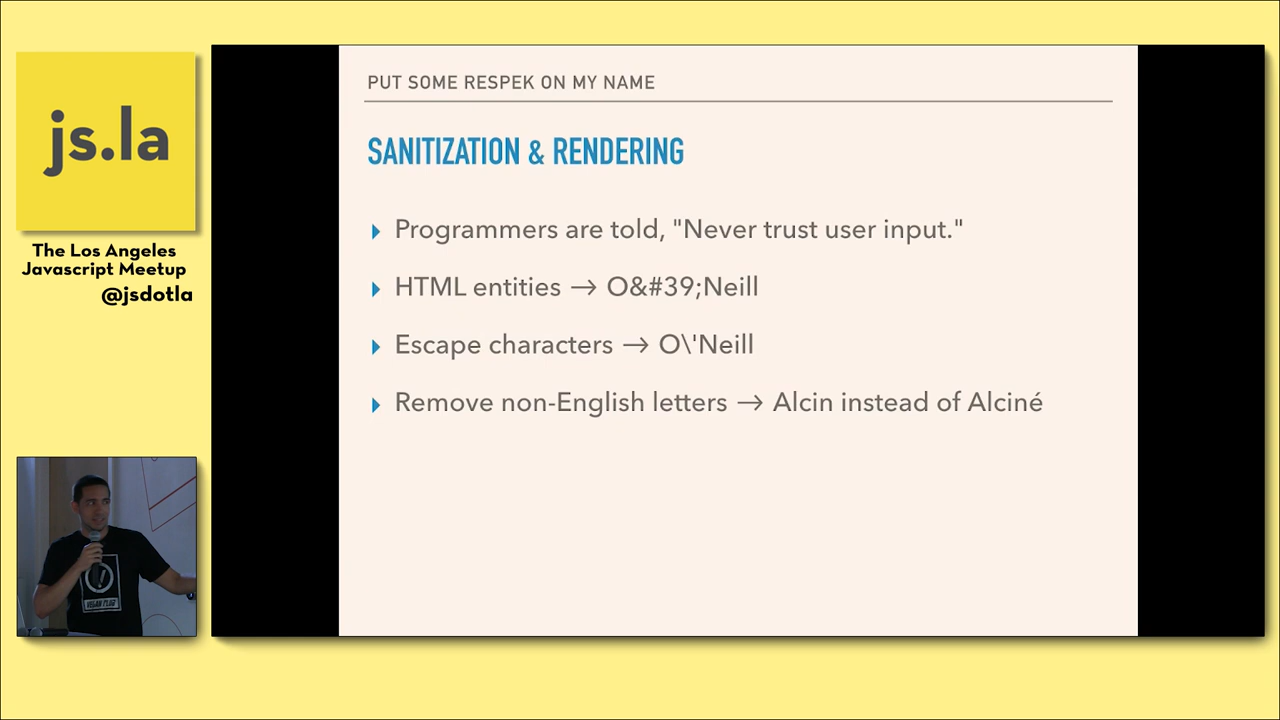 js.la
The Los Angeles
Javascript Meetup
@jsdotla
PUT SOME RESPEK ON MY NAME
SANITIZATION & RENDERING
Programmers are told, "Never trust user input."
HTML entities → O&#39;Neill
Escape characters → O\'Neill
Remove non-English letters → Alcin instead of Alciné